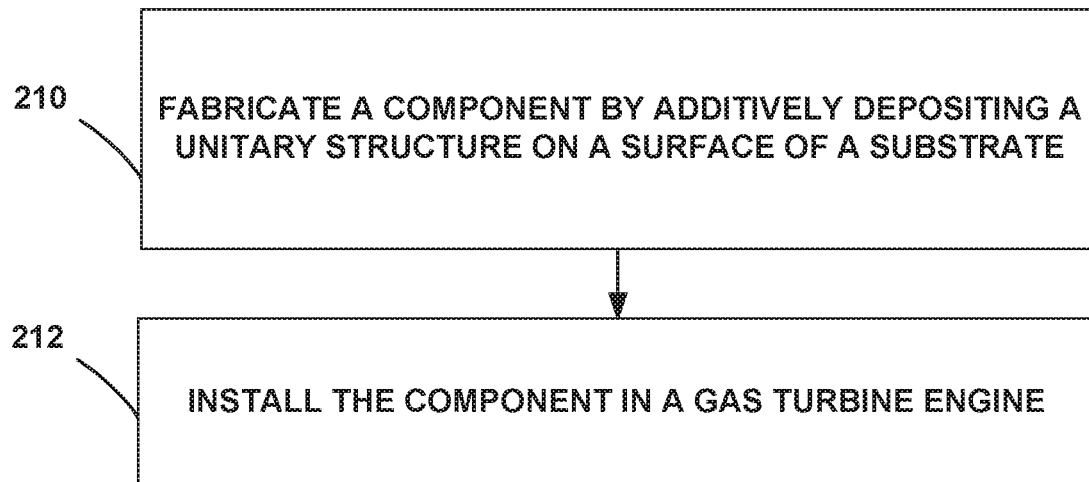 210
FABRICATE A COMPONENT BY ADDITIVELY DEPOSITING A
UNITARY STRUCTURE ON A SURFACE OF A SUBSTRATE
212
INSTALL THE COMPONENT IN A GAS TURBINE ENGINE